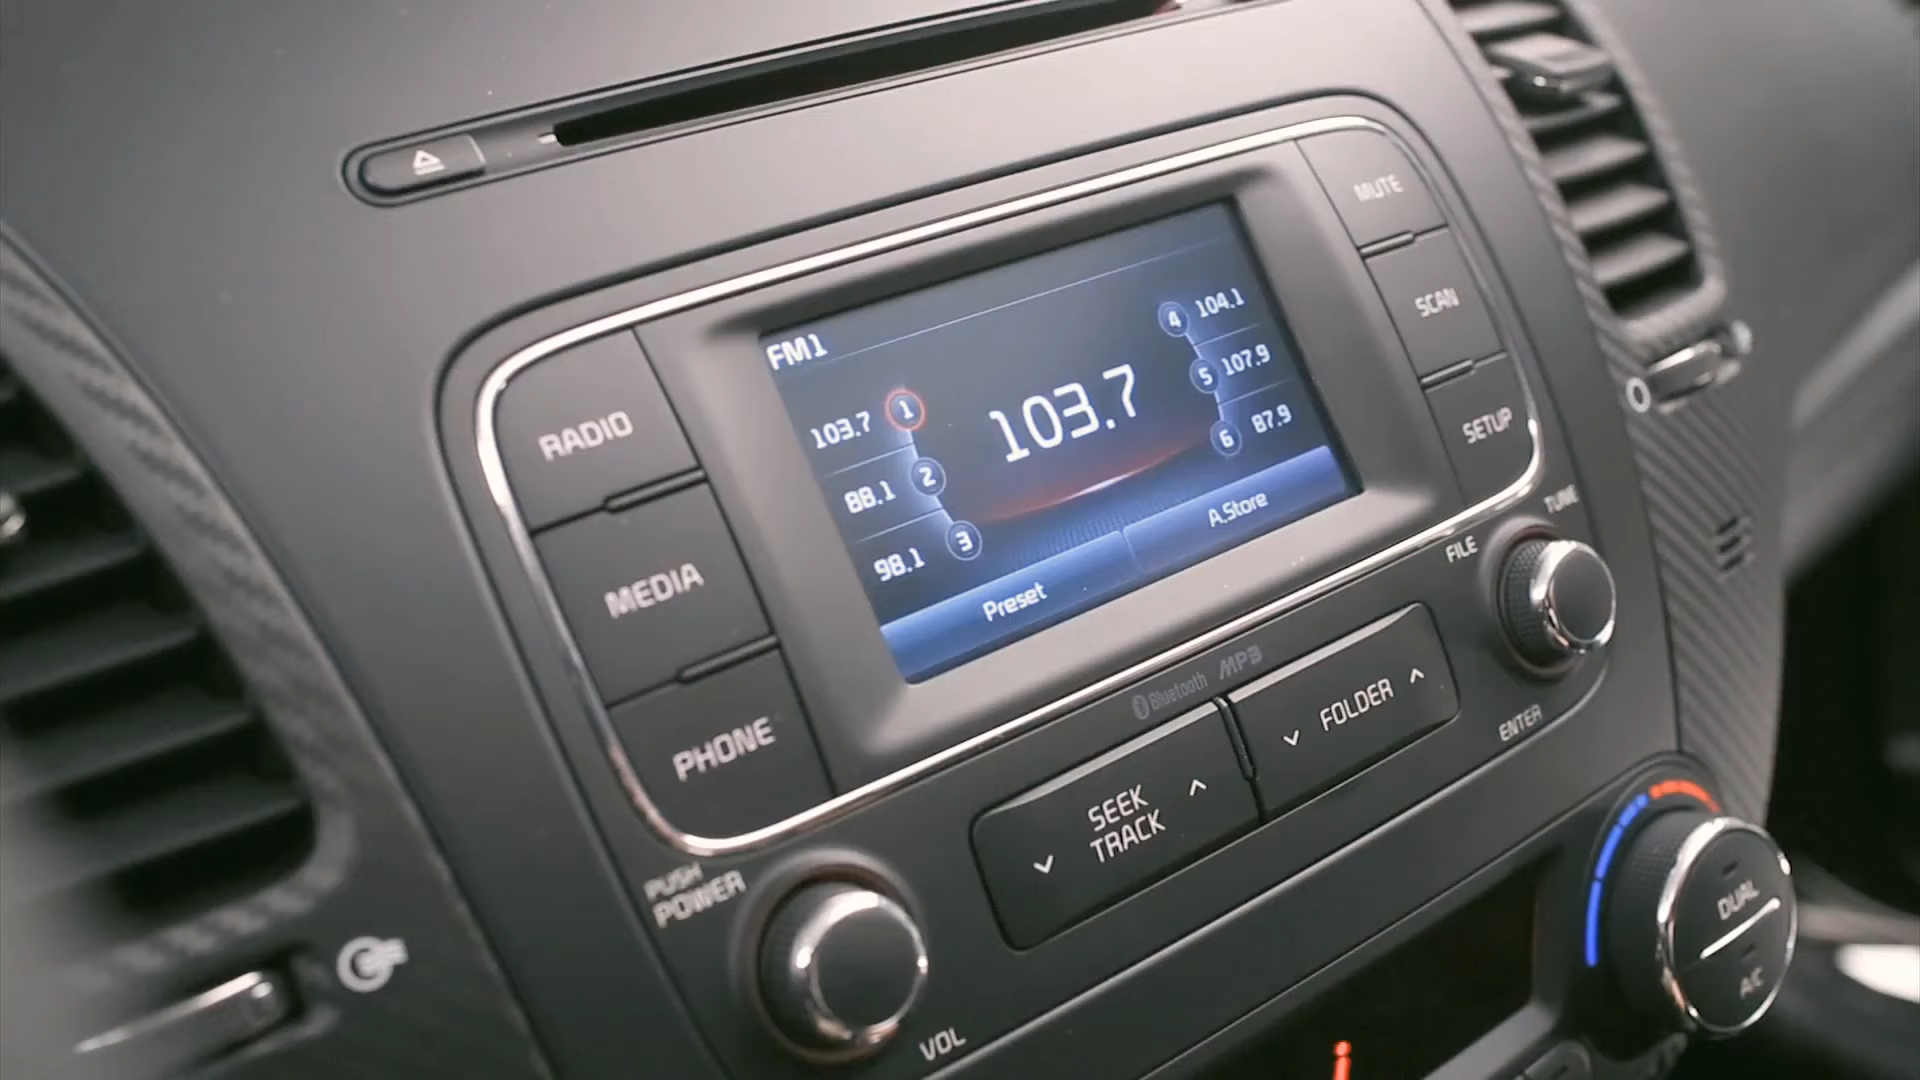 MUTE
SCAN
SETUP
RADIO
MEDIA
PHONE
FM1
103.7 1
88.1 2
98.1 3
103.7
4 104.1
5 107.9
6 87.9
Preset
A.Store
Bluetooth MP3
TUNE
FILE
ENTER
SEEK
TRACK
FOLDER
PUSH
POWER
VOL
DUAL
A/C